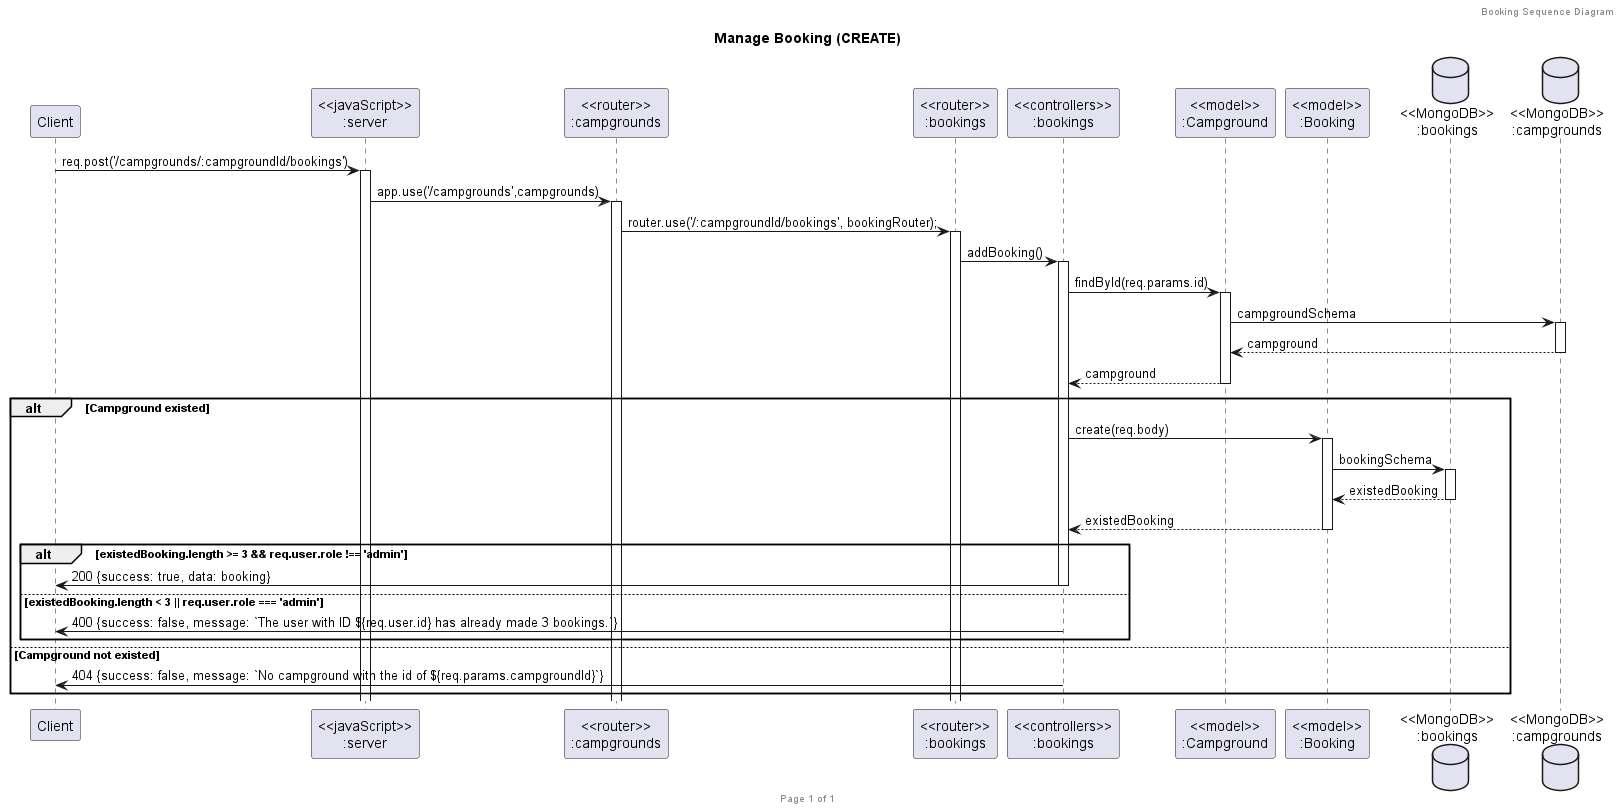 Booking Sequence Diagram
Manage Booking (CREATE)
Client
<<javaScript>>
:server
<<router>>
:campgrounds
<<router>>
:bookings
<<controllers>>
:bookings
<<model>>
:Campground
<<model>>
:Booking
<<MongoDB>>
:bookings
<<MongoDB>>
:campgrounds
req.post('/campgrounds/:campgroundId/bookings')
app.use('/campgrounds',campgrounds)
router.use('/:campgroundId/bookings', bookingRouter);
addBooking()
findById(req.params.id)
campgroundSchema
campground
campground
alt [Campground existed]
create(req.body)
bookingSchema
existedBooking
existedBooking
alt [existedBooking.length >= 3 && req.user.role !== 'admin']
200 {success: true, data: booking}
[existedBooking.length < 3 || req.user.role === 'admin']
400 {success: false, message: `The user with ID ${req.user.id} has already made 3 bookings.`}
[Campground not existed]
404 {success: false, message: `No campground with the id of ${req.params.campgroundId}`}
Client
<<javaScript>>
:server
<<router>>
:campgrounds
<<router>>
:bookings
<<controllers>>
:bookings
<<model>>
:Campground
<<model>>
:Booking
<<MongoDB>>
:bookings
<<MongoDB>>
:campgrounds
Page 1 of 1